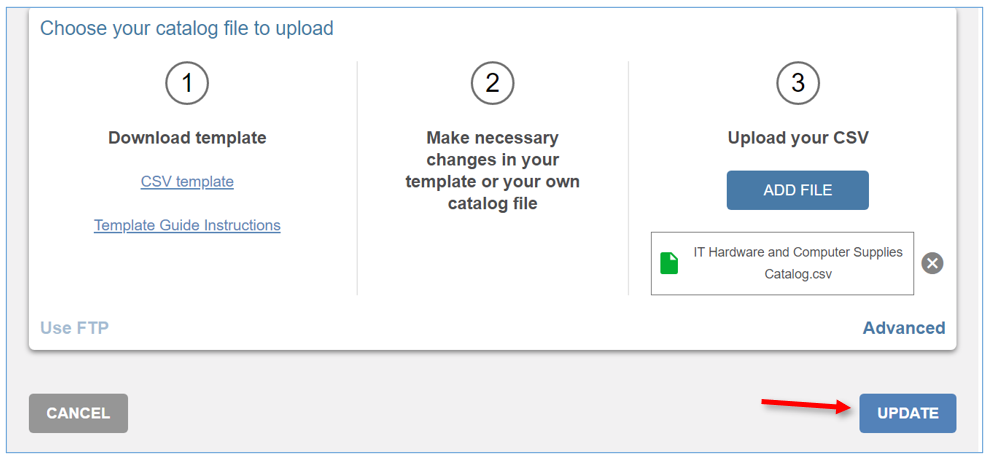 Choose your catalog file to upload
1
Download template
CSV template
Template Guide Instructions
2
Make necessary
changes in your
template or your own
catalog file
3
Upload your CSV
ADD FILE
IT Hardware and Computer Supplies
Catalog.csv
Use FTP
Advanced
CANCEL
UPDATE